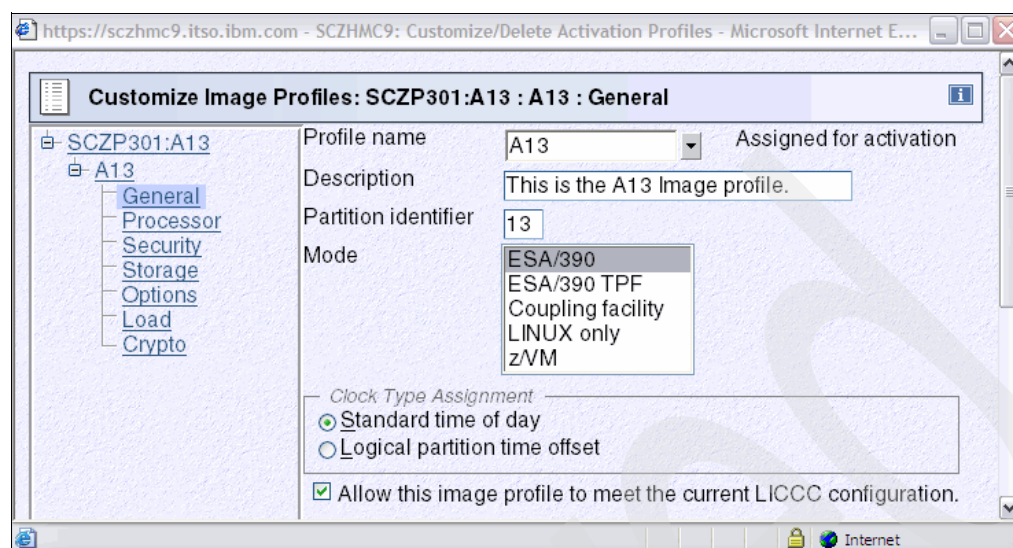 https://sczhmc9.itso.ibm.com - SCZHMC9: Customize/Delete Activation Profiles - Microsoft Internet E...
Customize Image Profiles: SCZP301:A13 : A13 : General
i
SCZP301:A13
A13
General
Processor
Security
Storage
Options
Load
Crypto
Profile name
A13
Assigned for activation
Description
This is the A13 Image profile.
Partition identifier
13
Mode
ESA/390
ESA/390 TPF
Coupling facility
LINUX only
z/VM
Clock Type Assignment
Standard time of day
Logical partition time offset
Allow this image profile to meet the current LICCC configuration.
Internet